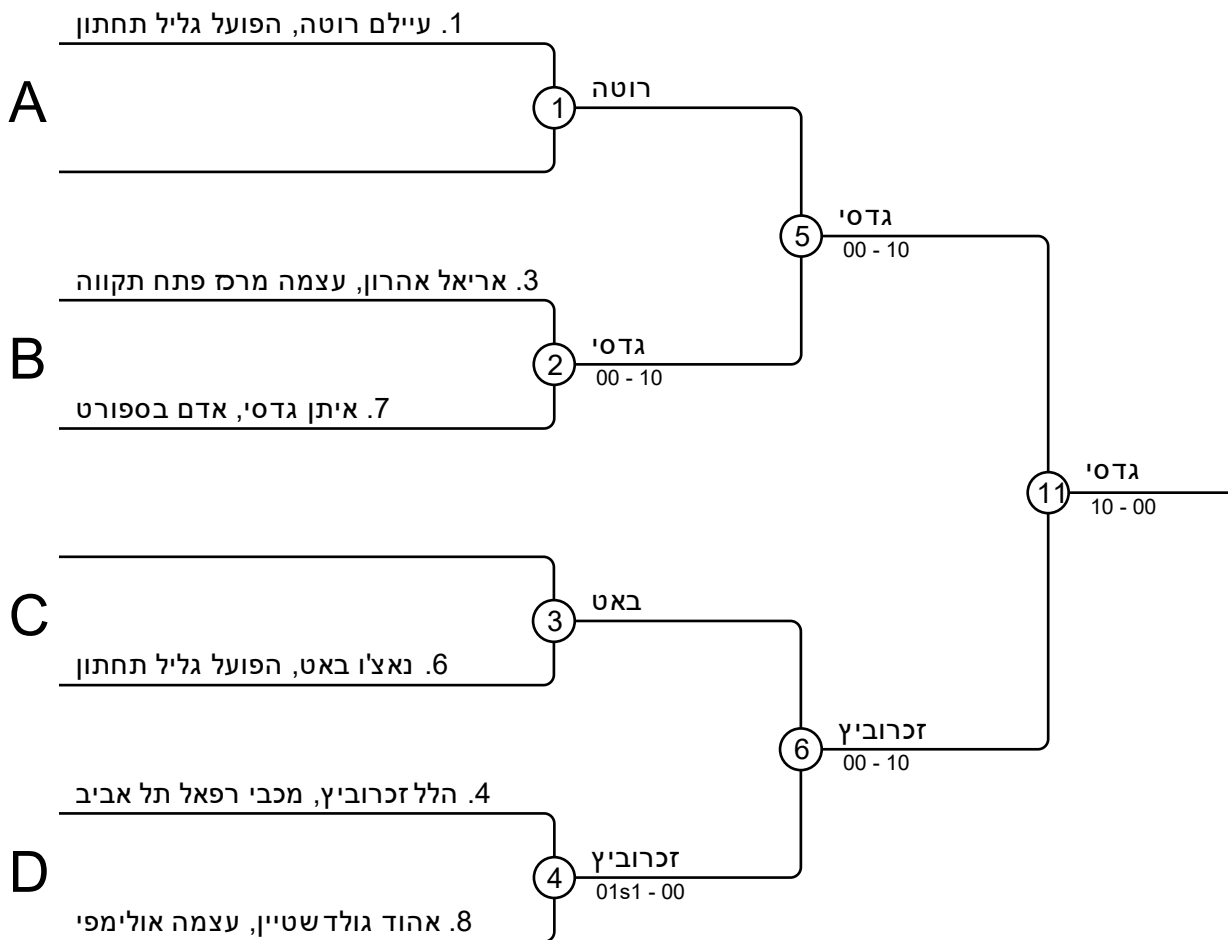 1. עיילם רוטה, הפועל גליל תחתון
A
1
רוטה
5
גדסי
00 - 10
3. אריאל אהרון, עצמה מרכז פתח תקווה
B
2
גדסי
00 - 10
7. איתן גדסי, אדם בספורט
11
גדסי
10 - 00
C
3
באט
6. נאצ'ו באט, הפועל גליל תחתון
6
זכרוביץ
00 - 10
4. הלל זכרוביץ, מכבי רפאל תל אביב
D
4
זכרוביץ
01s1 - 00
8. אהוד גולדשטיין, עצמה אולימפי